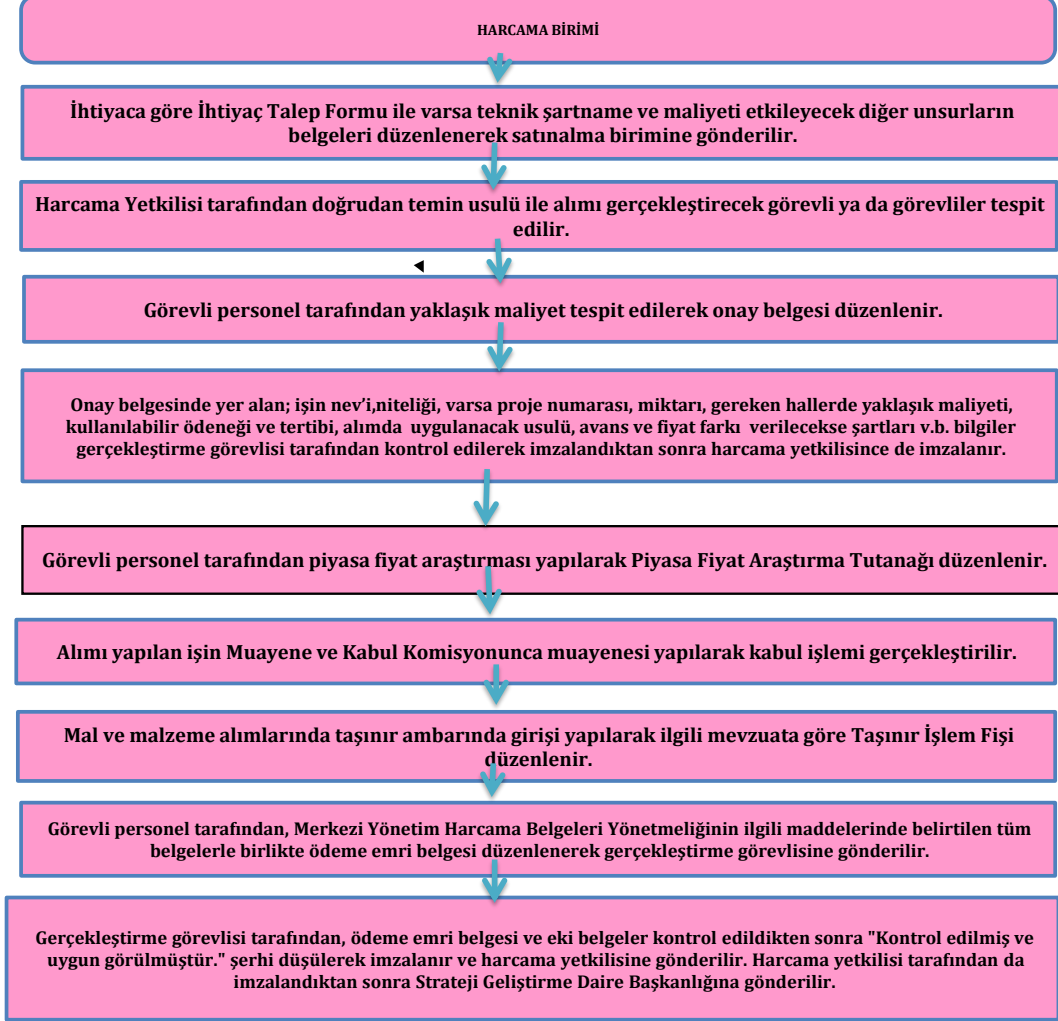 HARCAMA BİRİMİ
İhtiyaca göre İhtiyaç Talep Formu ile varsa teknik şartname ve maliyeti etkileyecek diğer unsurların
belgeleri düzenlenerek satınalma birimine gönderilir.
Harcama Yetkilisi tarafından doğrudan temin usulü ile alımı gerçekleştirecek görevli ya da görevliler tespit
edilir.
Görevli personel tarafından yaklaşık maliyet tespit edilerek onay belgesi düzenlenir.
Onay belgesinde yer alan; işin nev’i,niteliği, varsa proje numarası, miktarı, gereken hallerde yaklaşık maliyeti,
kullanılabilir ödeneği ve tertibi, alımda uygulanacak usulü, avans ve fiyat farkı verilecekse şartları v.b. bilgiler
gerçekleştirme görevlisi tarafından kontrol edilerek imzalandıktan sonra harcama yetkilisince de imzalanır.
Görevli personel tarafından piyasa fiyat araştırması yapılarak Piyasa Fiyat Araştırma Tutanağı düzenlenir.
Alımı yapılan işin Muayene ve Kabul Komisyonunca muayenesi yapılarak kabul işlemi gerçekleştirilir.
Mal ve malzeme alımlarında taşınır ambarında girişi yapılarak ilgili mevzuata göre Taşınır İşlem Fişi
düzenlenir.
Görevli personel tarafından, Merkezi Yönetim Harcama Belgeleri Yönetmeliğinin ilgili maddelerinde belirtilen tüm
belgelerle birlikte ödeme emri belgesi düzenlenerek gerçekleştirme görevlisine gönderilir.
Gerçekleştirme görevlisi tarafından, ödeme emri belgesi ve eki belgeler kontrol edildikten sonra "Kontrol edilmiş ve
uygun görülmüştür." şerhi düşülerek imzalanır ve harcama yetkilisine gönderilir. Harcama yetkilisi tarafından da
imzalandıktan sonra Strateji Geliştirme Daire Başkanlığına gönderilir.